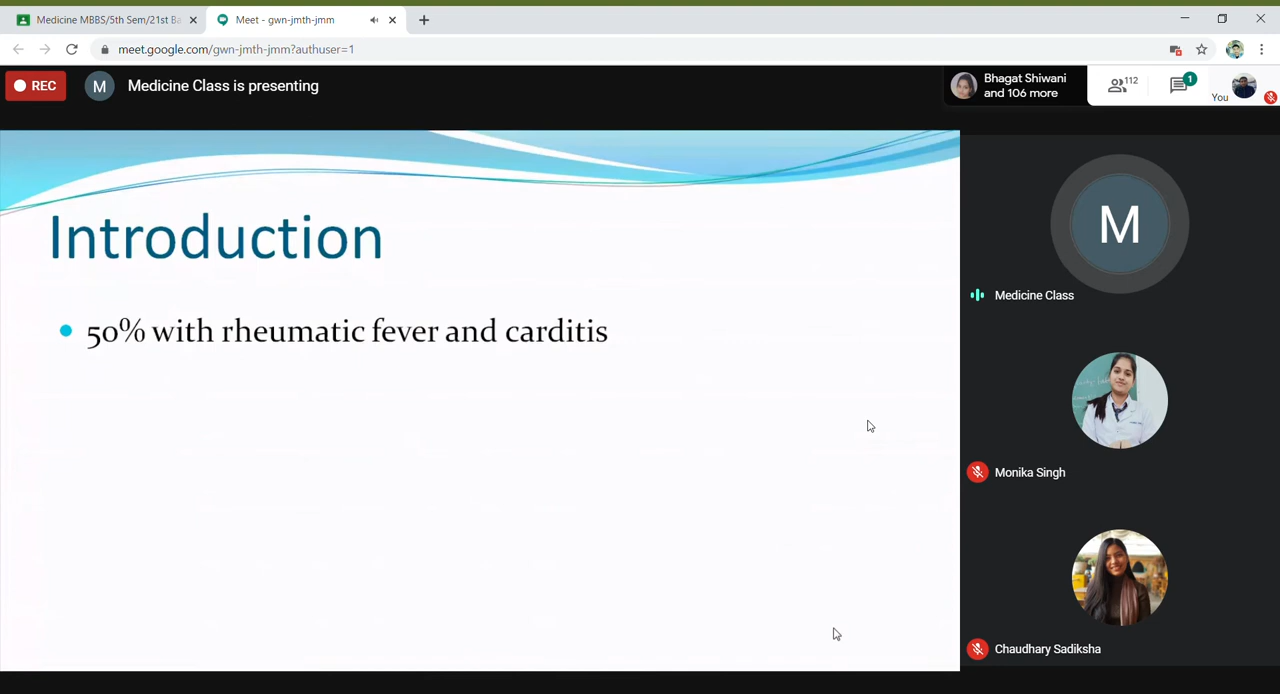 Medicine MBBS/5th Sem/21st Ba
Meet - gwn-jmth-jmm
meet.google.com/gwn-jmth-jmm?authuser=1
REC
M
Medicine Class is presenting
Bhagat Shiwani
and 106 more
112
1
You
Introduction
• 50% with rheumatic fever and carditis
M
Medicine Class
Monika Singh
Chaudhary Sadiksha